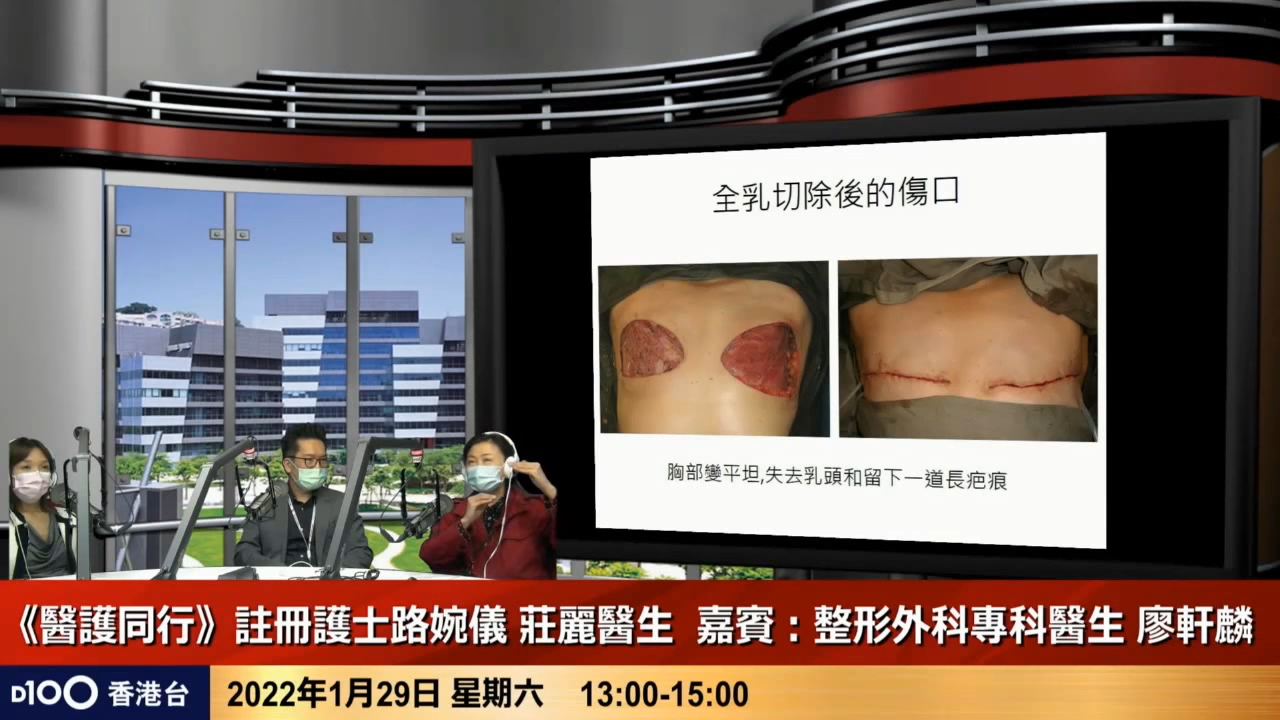 全乳切除後的傷口
胸部變平坦,失去乳頭和留下一道長疤痕
《醫護同行》註冊護士路婉儀 莊麗醫生 嘉賓：整形外科專科醫生 廖軒麟
D100 香港台 2022年1月29日 星期六 13:00-15:00